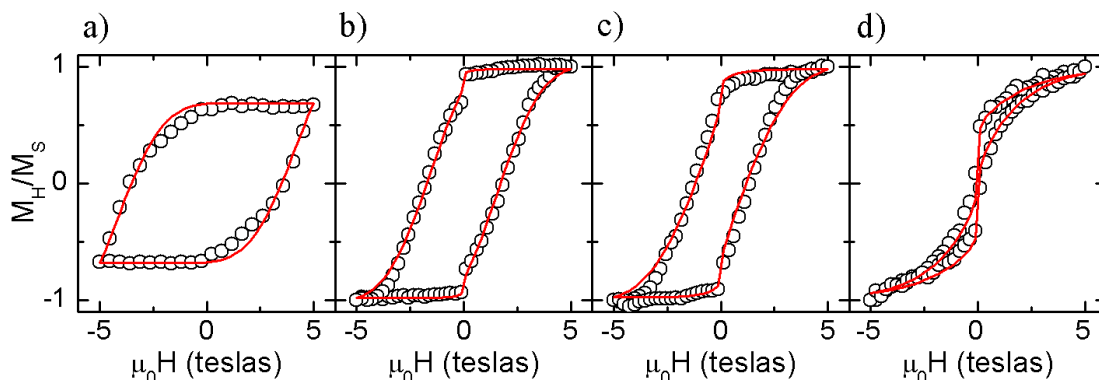 a) b) c) d)
1
0
-1
M_H/M_S
-5 0 5 -5 0 5 -5 0 5 -5 0 5
μ₀H (teslas) μ₀H (teslas) μ₀H (teslas) μ₀H (teslas)